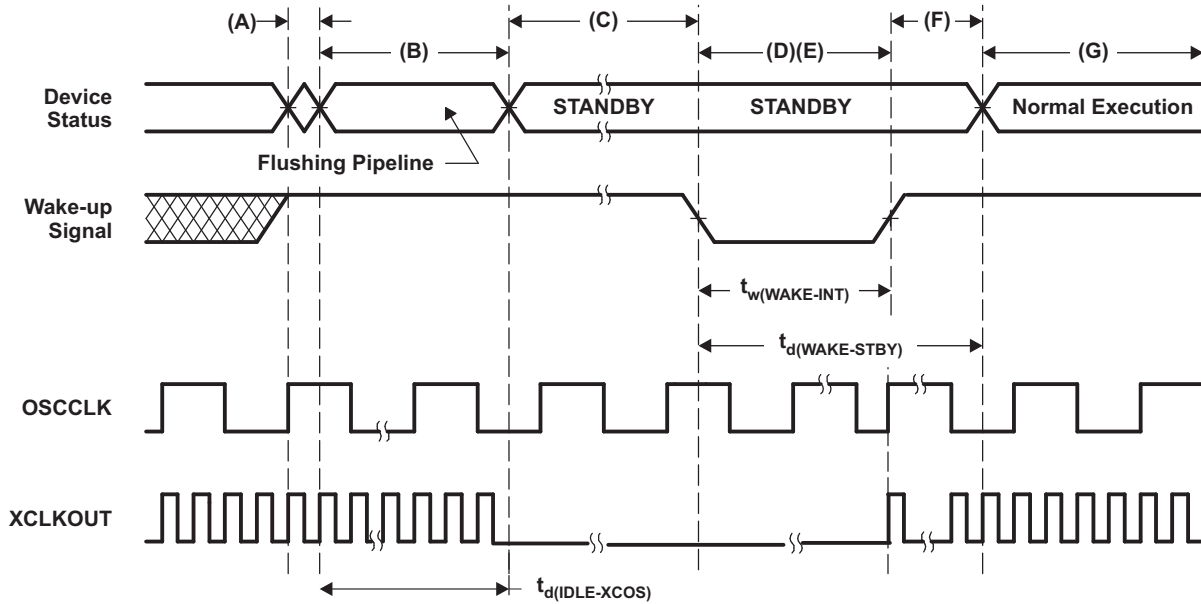 (A)
(B)
(C)
(D)(E)
(F)
(G)
Device
Status
STANDBY
STANDBY
Normal Execution
Flushing Pipeline
Wake-up
Signal
tw(WAKE-INT)
td(WAKE-STBY)
OSCCLK
XCLKOUT
td(IDLE-XCOS)